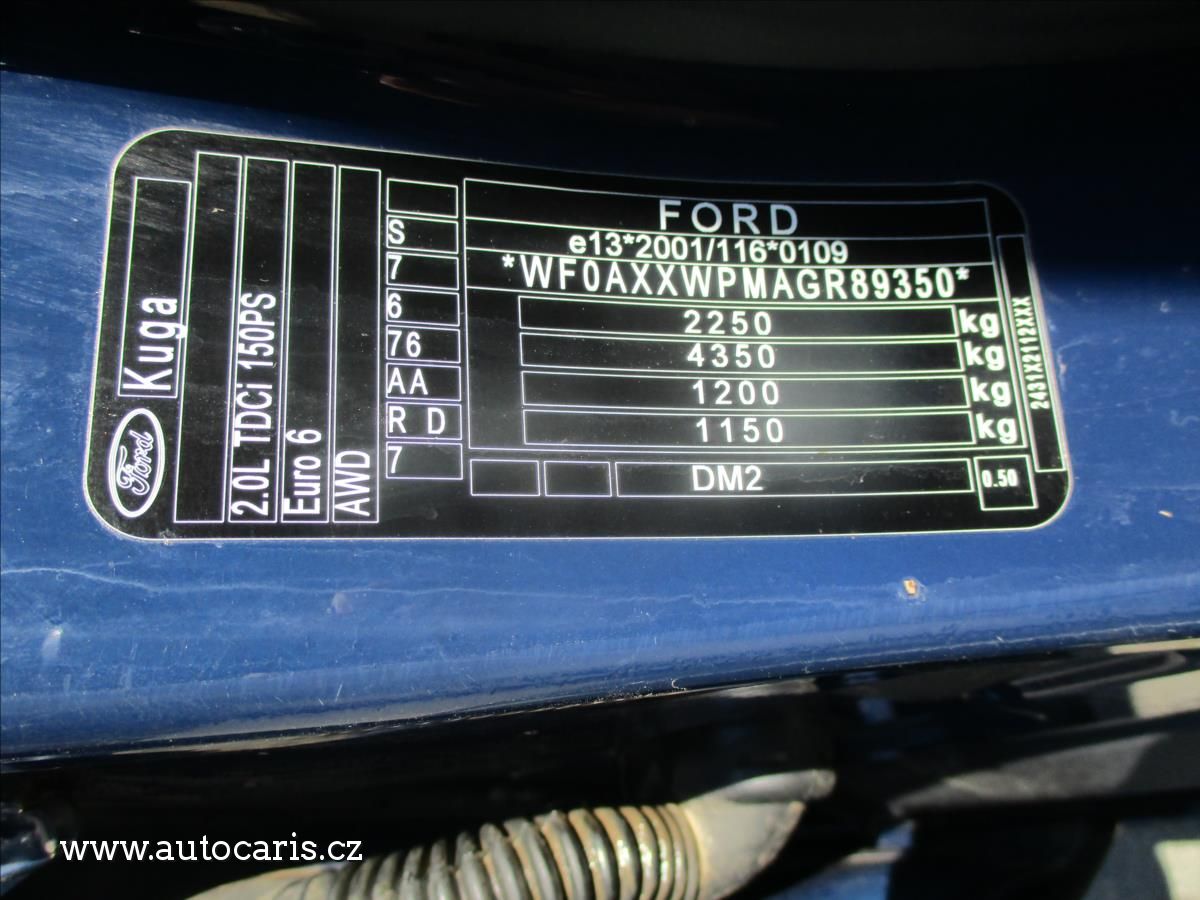 Ford
Kuga
2.0L TDCi 150PS
Euro 6
AWD
S
7
6
76
AA
R D
7
FORD
e13*2001/116*0109
*WF0AXXWPMAGR89350*
2250 kg
4350 kg
1200 kg
1150 kg
DM2
0.50
2431X2112XXX
www.autocaris.cz